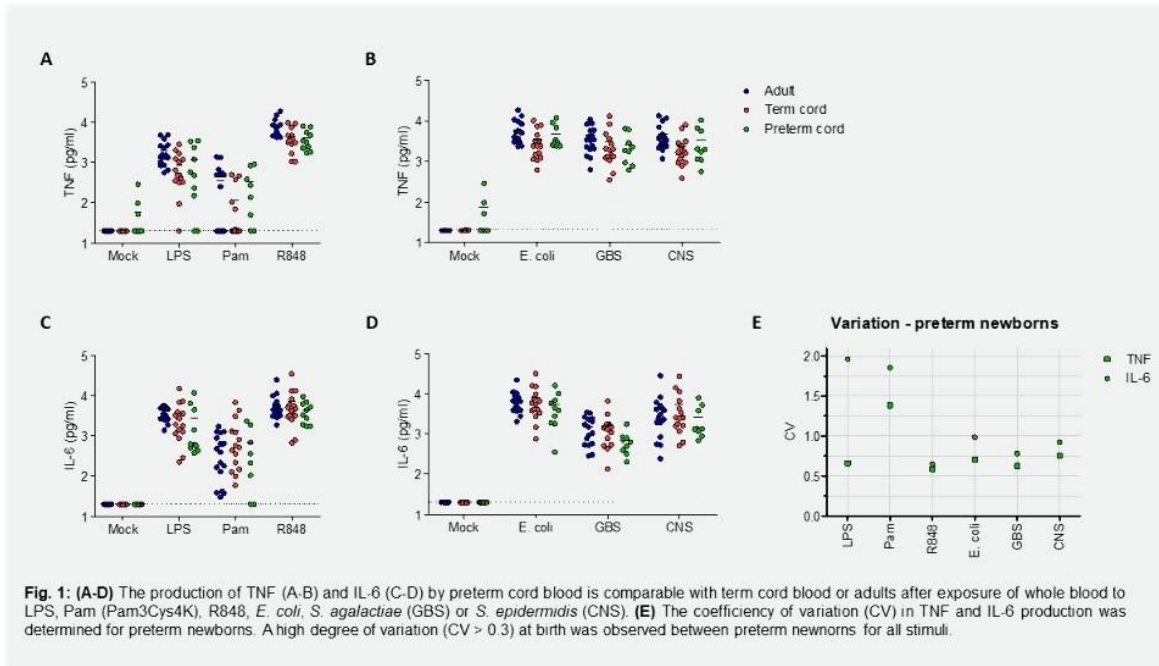 A
B
5
4
3
2
1
TNF (pg/ml)
Mock
LPS
Pam
R848
5
4
3
2
1
TNF (pg/ml)
Mock
E. coli
GBS
CNS
Adult
Term cord
Preterm cord
C
D
E
5
4
3
2
1
IL-6 (pg/ml)
Mock
LPS
Pam
R848
5
4
3
2
1
IL-6 (pg/ml)
Mock
E. coli
GBS
CNS
Variation - preterm newborns
2.0
1.5
1.0
0.5
0.0
CV
LPS
Pam
R848
E. coli
GBS
CNS
TNF
IL-6
Fig. 1: (A-D) The production of TNF (A-B) and IL-6 (C-D) by preterm cord blood is comparable with term cord blood or adults after exposure of whole blood to
LPS, Pam (Pam3Cys4K), R848, E. coli, S. agalactiae (GBS) or S. epidermidis (CNS). (E) The coefficiency of variation (CV) in TNF and IL-6 production was
determined for preterm newborns. A high degree of variation (CV > 0.3) at birth was observed between preterm newnorns for all stimuli.